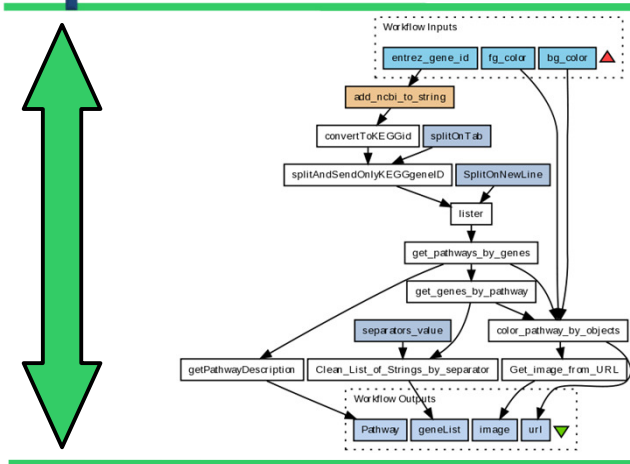 Workflow Inputs
entrez_gene_id fg_color bg_color
add_ncbi_to_string
convertToKEGGid splitOnTab
splitAndSendOnlyKEGGgeneID SplitOnNewLine
lister
get_pathways_by_genes
get_genes_by_pathway
separators_value color_pathway_by_objects
getPathwayDescription Clean_List_of_Strings_by_separator Get_image_from_URL
Workflow Outputs
Pathway geneList image url